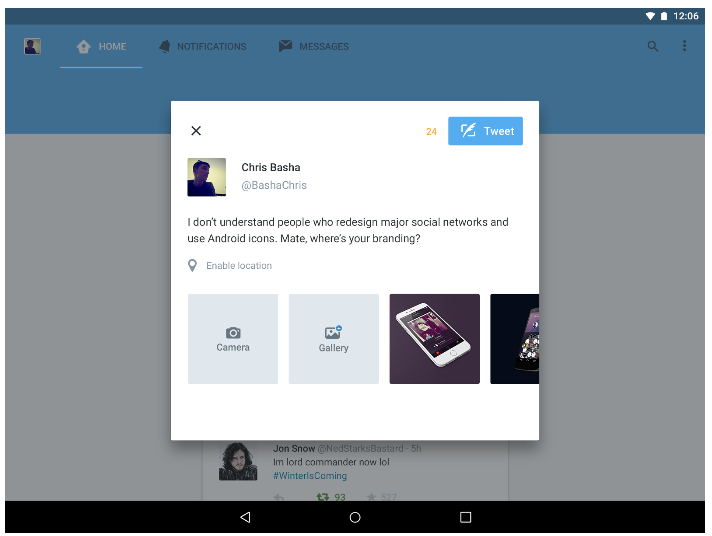 12:06
HOME
NOTIFICATIONS
MESSAGES
24
Tweet
Chris Basha
@BashaChris
I don't understand people who redesign major social networks and
use Android icons. Mate, where's your branding?
Enable location
Camera
Gallery
Jon Snow @NedStarksBastard · 5h
Im lord commander now lol
#WinterIsComing
93
527